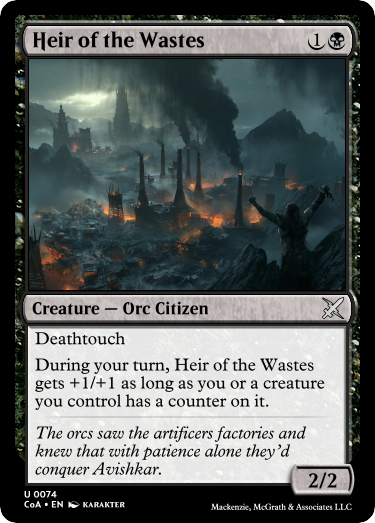 Heir of the Wastes 1
Creature — Orc Citizen
Deathtouch
During your turn, Heir of the Wastes
gets +1/+1 as long as you or a creature
you control has a counter on it.
The orcs saw the artificers factories and
knew that with patience alone they’d
conquer Avishkar.
2/2
U 0074
CoA • EN KARAKTER
Mackenzie, McGrath & Associates LLC